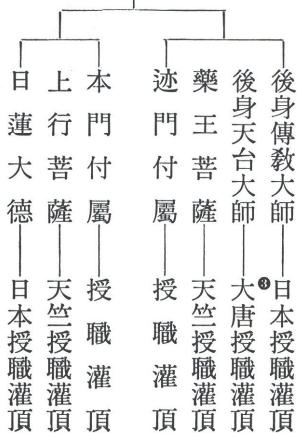 後身傳教大師——日本授職灌頂
後身天台大師——❸大唐授職灌頂
藥王菩薩——天竺授職灌頂
迹門付屬——授職灌頂
本門付屬——授職灌頂
上行菩薩——天竺授職灌頂
日蓮大德——日本授職灌頂